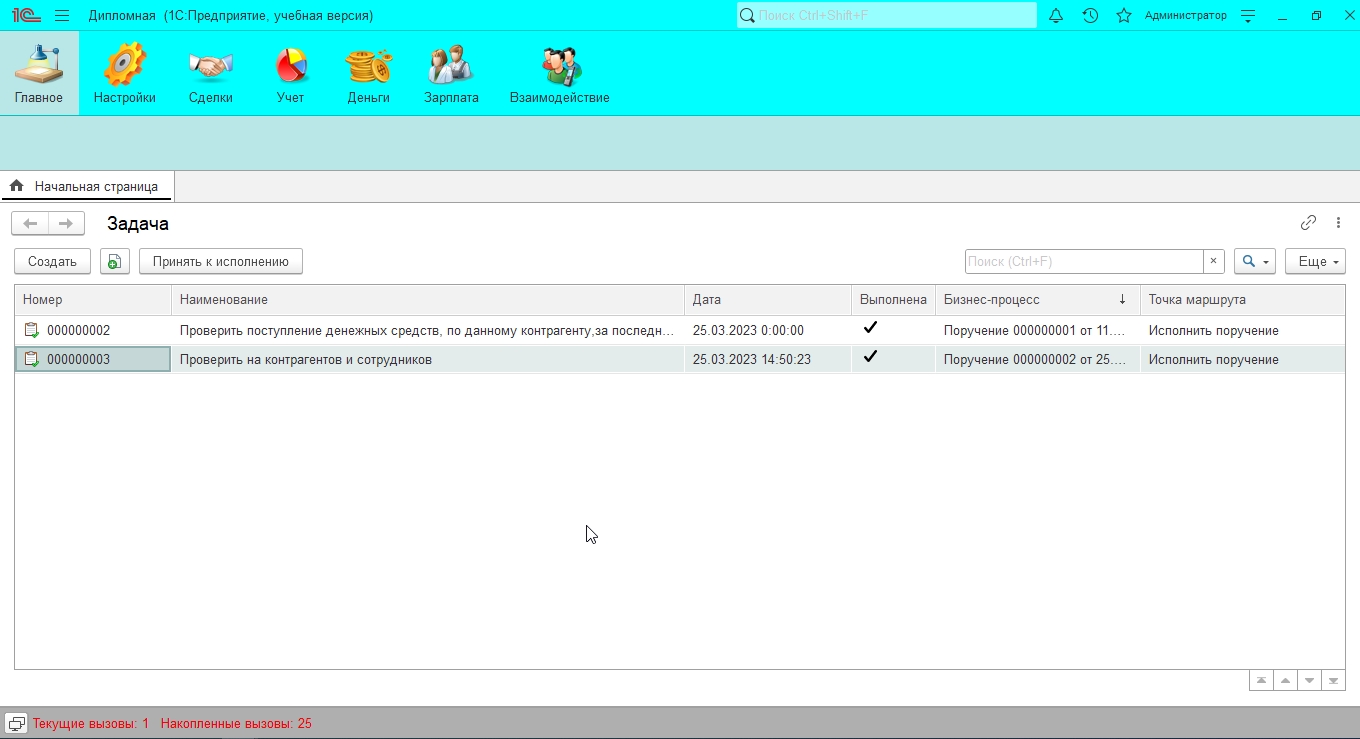 1С Дипломная (1С:Предприятие, учебная версия) Поиск Ctrl+Shift+F Администратор
Главное Настройки Сделки Учет Деньги Зарплата Взаимодействие
Начальная страница
Задача
Создать Принять к исполнению Поиск (Ctrl+F) × Еще
Номер Наименование Дата Выполнена Бизнес-процесс ↓ Точка маршрута
000000002 Проверить поступление денежных средств, по данному контрагенту,за последн... 25.03.2023 0:00:00 Поручение 000000001 от 11.... Исполнить поручение
000000003 Проверить на контрагентов и сотрудников 25.03.2023 14:50:23 Поручение 000000002 от 25.... Исполнить поручение
Текущие вызовы: 1 Накопленные вызовы: 25